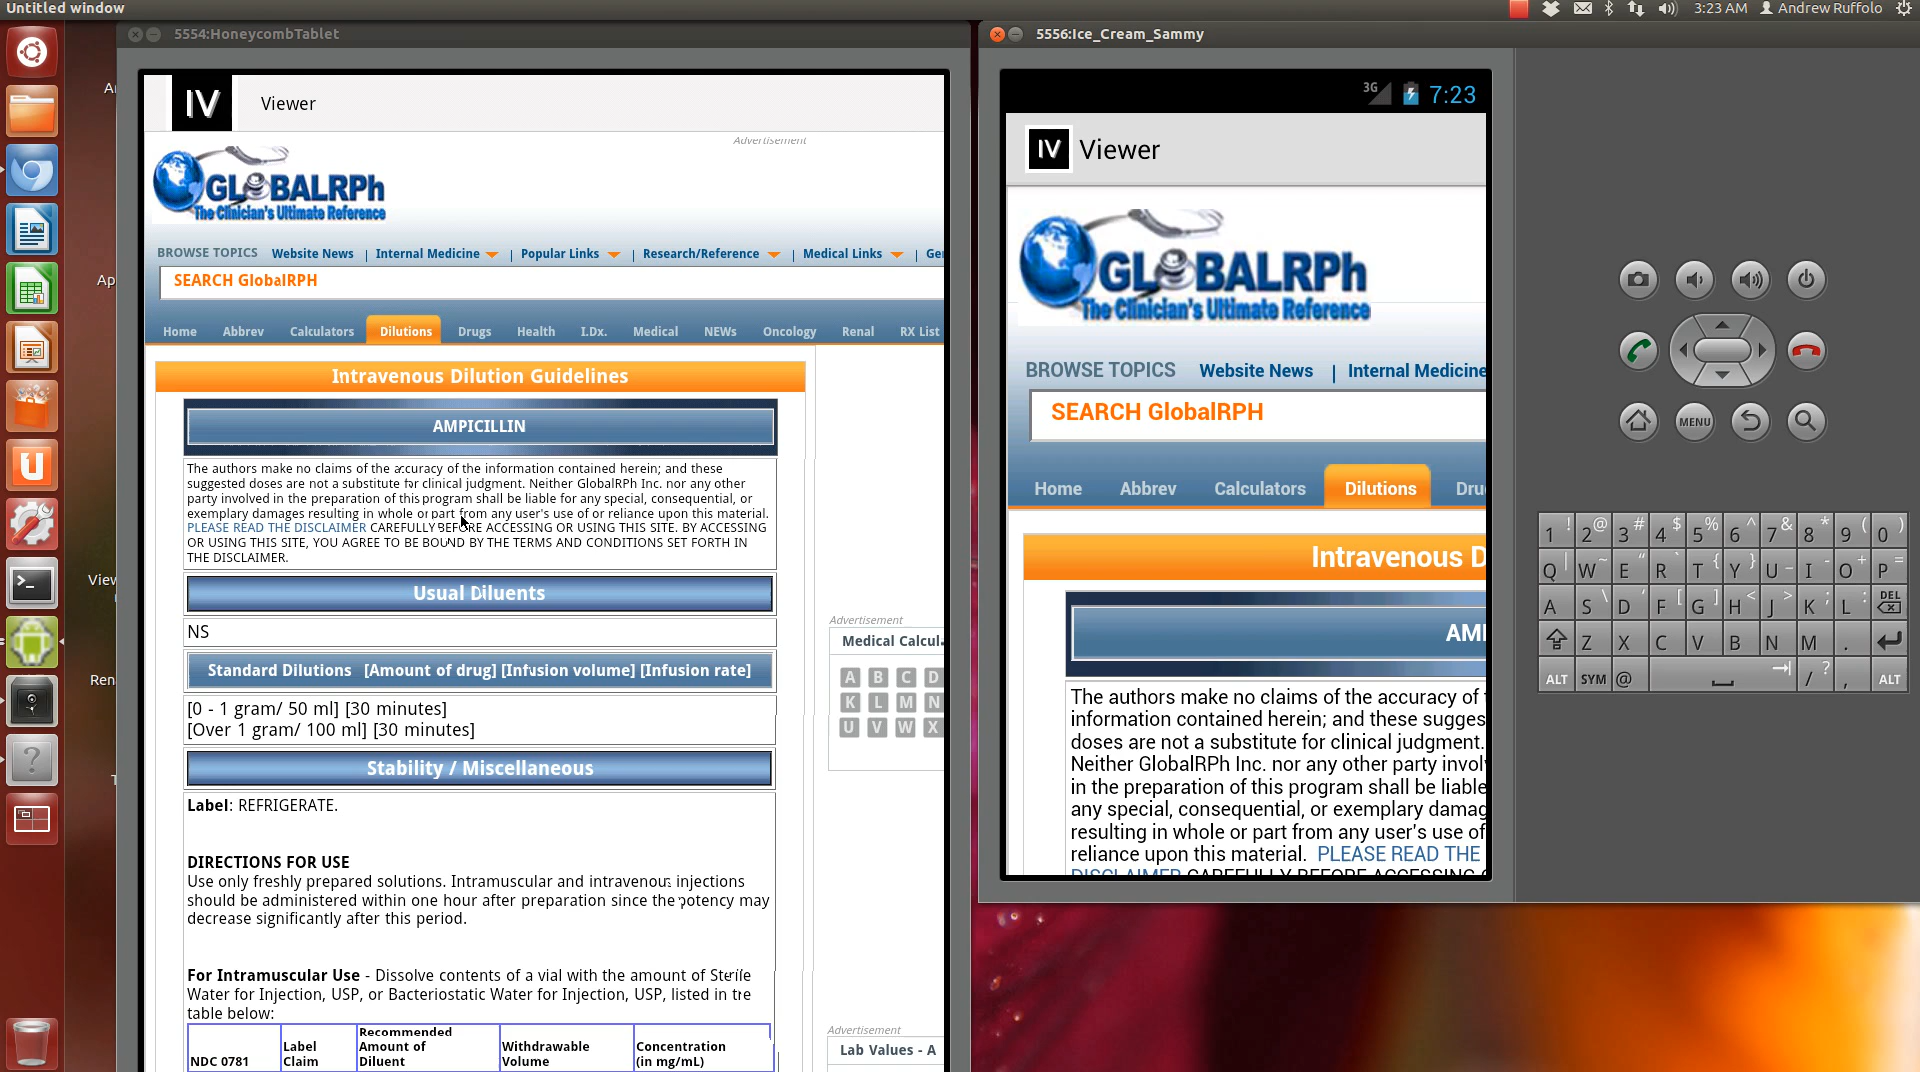 Untitled window
3:23 AM Andrew Ruffolo
5554:HoneycombTablet
IV Viewer
Advertisement
GLOBALRPh
The Clinician's Ultimate Reference
BROWSE TOPICS Website News | Internal Medicine | Popular Links | Research/Reference | Medical Links | Ge
SEARCH GlobalRPH
Home Abbrev Calculators Dilutions Drugs Health I.Dx. Medical NEWs Oncology Renal RX List
Intravenous Dilution Guidelines
AMPICILLIN
The authors make no claims of the accuracy of the information contained herein; and these
suggested doses are not a substitute for clinical judgment. Neither GlobalRPh Inc. nor any other
party involved in the preparation of this program shall be liable for any special, consequential, or
exemplary damages resulting in whole or part from any user's use of or reliance upon this material.
PLEASE READ THE DISCLAIMER CAREFULLY BEFORE ACCESSING OR USING THIS SITE. BY ACCESSING
OR USING THIS SITE, YOU AGREE TO BE BOUND BY THE TERMS AND CONDITIONS SET FORTH IN
THE DISCLAIMER.
Usual Diluents
NS
Standard Dilutions [Amount of drug] [Infusion volume] [Infusion rate]
[0 - 1 gram/ 50 ml] [30 minutes]
[Over 1 gram/ 100 ml] [30 minutes]
Stability / Miscellaneous
Label: REFRIGERATE.
DIRECTIONS FOR USE
Use only freshly prepared solutions. Intramuscular and intravenous injections
should be administered within one hour after preparation since the potency may
decrease significantly after this period.
For Intramuscular Use - Dissolve contents of a vial with the amount of Sterile
Water for Injection, USP, or Bacteriostatic Water for Injection, USP, listed in the
table below:
NDC 0781
Label
Claim
Recommended
Amount of
Diluent
Withdrawable
Volume
Concentration
(in mg/mL)
Advertisement
Medical Calcul
A B C D
K L M N
U V W X
Advertisement
Lab Values - A
Ap
View
Ren
5556:Ice_Cream_Sammy
3G 7:23
IV Viewer
GLOBALRPh
The Clinician's Ultimate Reference
BROWSE TOPICS Website News | Internal Medicine
SEARCH GlobalRPH
Home Abbrev Calculators Dilutions Dru
Intravenous D
AMI
The authors make no claims of the accuracy of
information contained herein; and these sugges
doses are not a substitute for clinical judgment.
Neither GlobalRPh Inc. nor any other party invol
in the preparation of this program shall be liable
any special, consequential, or exemplary damag
resulting in whole or part from any user's use of
reliance upon this material. PLEASE READ THE
DISCLAIMER CAREFULLY BEFORE ACCESSING
MENU
1 ! 2 @ 3 # 4 $ 5 % 6 ^ 7 & 8 * 9 ( 0 )
Q W ~ E " R ` T { Y } U _ I - O + P =
A S \ D ' F [ G ] H < J > K ; L : DEL
Z X C V B N M .
ALT SYM @ / ? , ALT